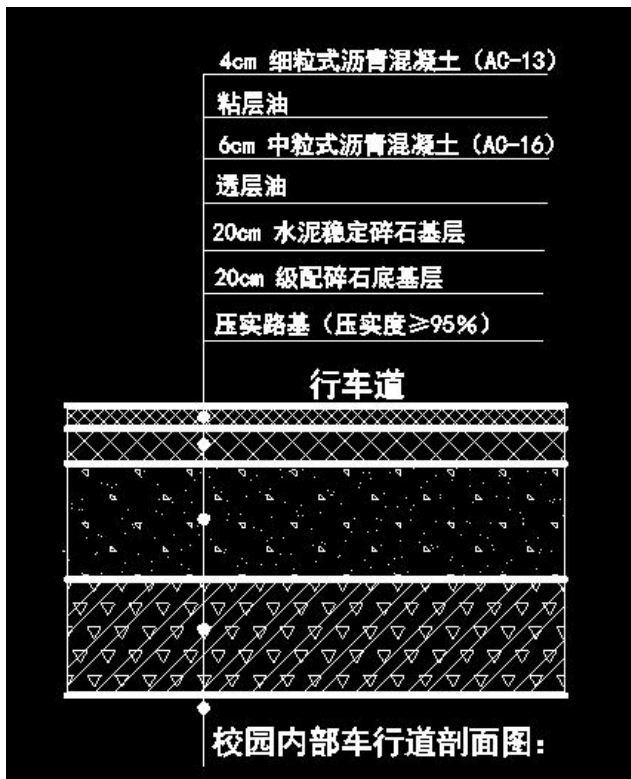 4cm 细粒式沥青混凝土（AC-13）
粘层油
6cm 中粒式沥青混凝土（AC-16）
透层油
20cm 水泥稳定碎石基层
20cm 级配碎石底基层
压实路基（压实度≥95%）
行车道
校园内部车行道剖面图：